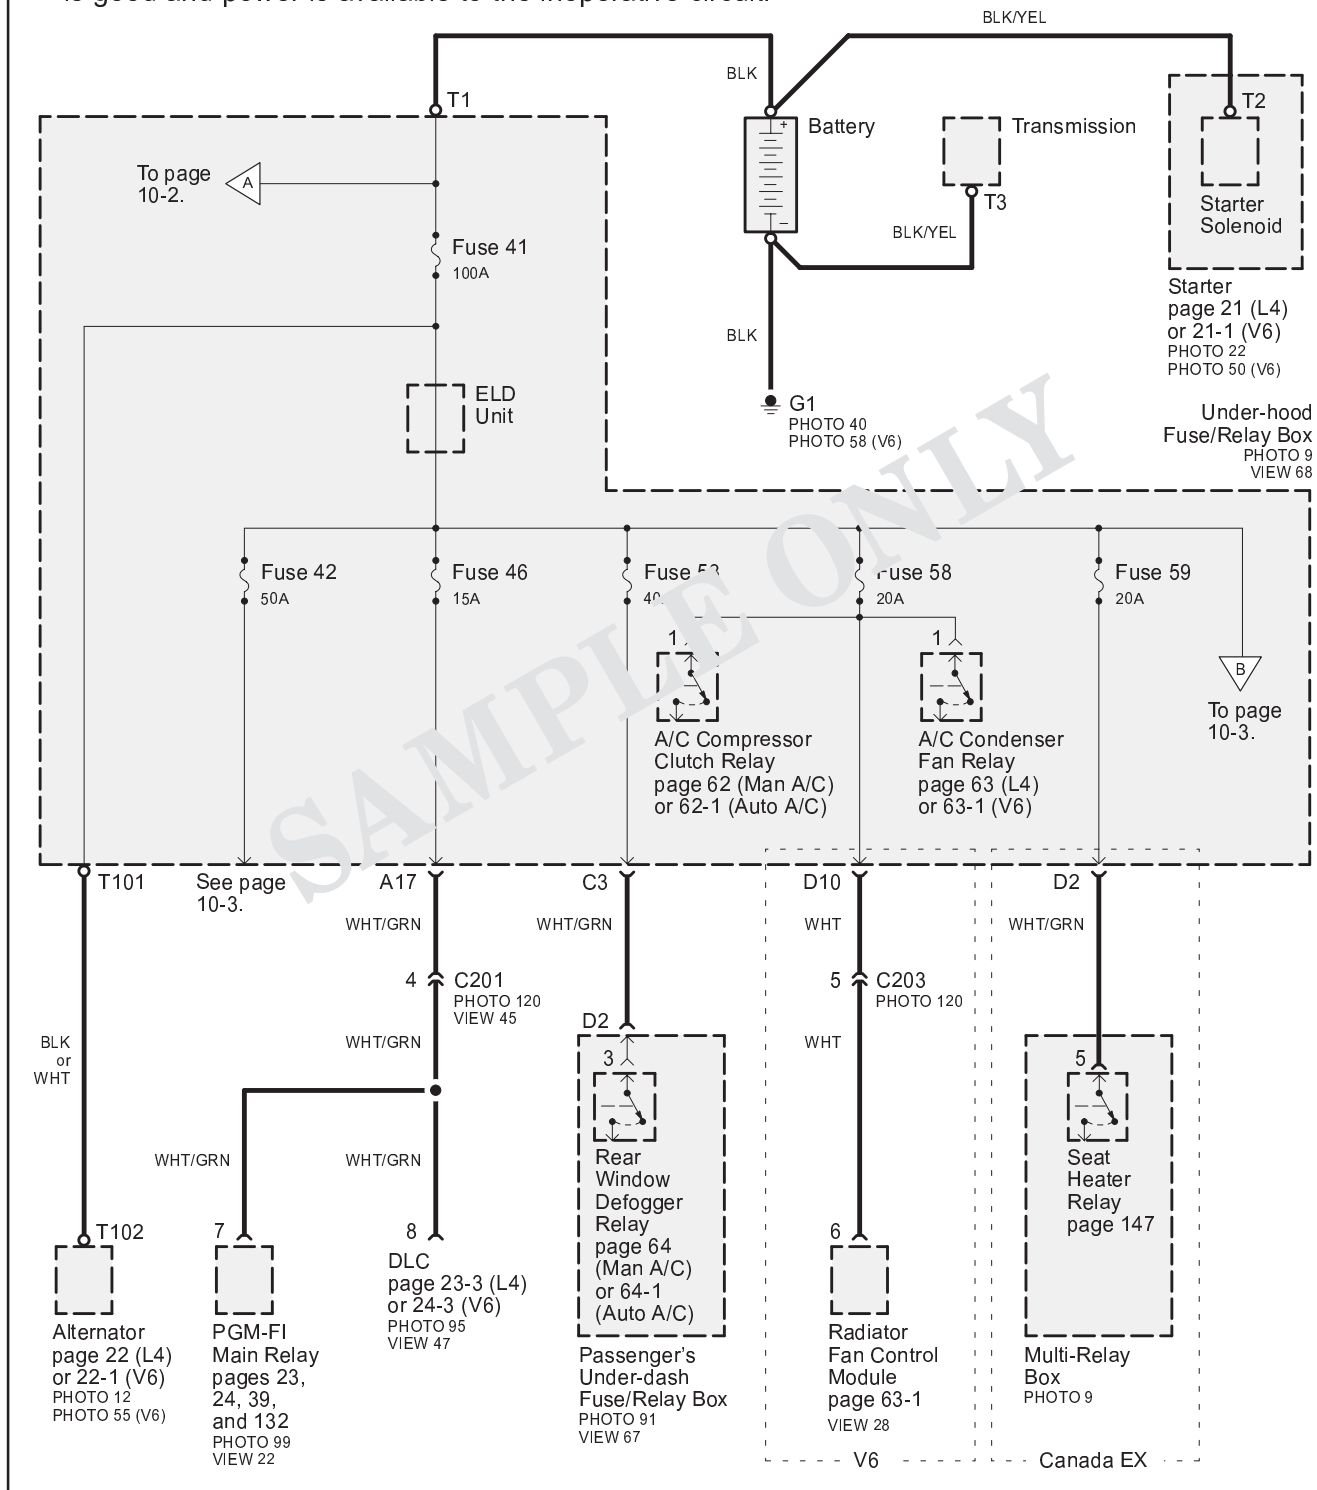 is good and power is available to the inoperative circuit.
BLK/YEL
BLK
T1
T2
Battery
+
–
Transmission
To page
10-2.
A
T3
Starter
Solenoid
BLK/YEL
Fuse 41
100A
Starter
page 21 (L4)
or 21-1 (V6)
PHOTO 22
PHOTO 50 (V6)
BLK
ELD
Unit
G1
PHOTO 40
PHOTO 58 (V6)
Under-hood
Fuse/Relay Box
PHOTO 9
VIEW 68
SAMPLE ONLY
Fuse 42
50A
Fuse 46
15A
Fuse
Fuse 58
20A
Fuse 59
20A
1
1
B
To page
10-3.
A/C Compressor
Clutch Relay
page 62 (Man A/C)
or 62-1 (Auto A/C)
A/C Condenser
Fan Relay
page 63 (L4)
or 63-1 (V6)
T101
See page
10-3.
A17
C3
D10
D2
WHT/GRN
WHT/GRN
WHT
WHT/GRN
4
C201
PHOTO 120
VIEW 45
5
C203
PHOTO 120
D2
BLK
or
WHT
WHT/GRN
WHT
3
5
WHT/GRN
WHT/GRN
Rear
Window
Defogger
Relay
page 64
(Man A/C)
or 64-1
(Auto A/C)
Seat
Heater
Relay
page 147
T102
7
8
6
DLC
page 23-3 (L4)
or 24-3 (V6)
PHOTO 95
VIEW 47
Alternator
page 22 (L4)
or 22-1 (V6)
PHOTO 12
PHOTO 55 (V6)
PGM-FI
Main Relay
pages 23,
24, 39,
and 132
PHOTO 99
VIEW 22
Passenger's
Under-dash
Fuse/Relay Box
PHOTO 91
VIEW 67
Radiator
Fan Control
Module
page 63-1
VIEW 28
Multi-Relay
Box
PHOTO 9
V6
Canada EX